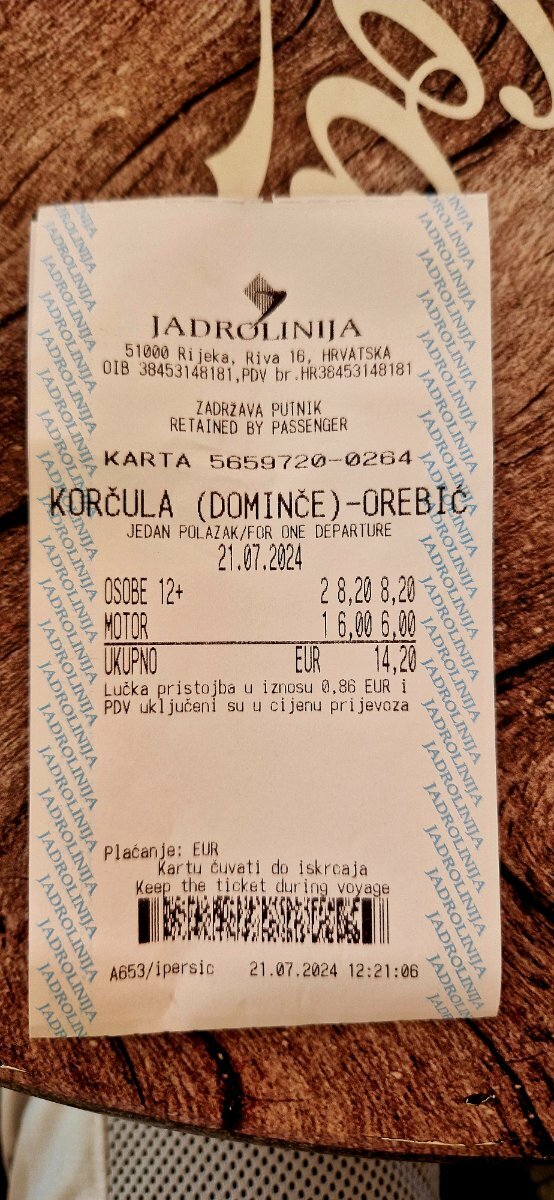 JADROLINIJA
51000 Rijeka, Riva 16, HRVATSKA
OIB 38453148181,PDV br.HR38453148181
ZADRŽAVA PUTNIK
RETAINED BY PASSENGER
KARTA 5659720-0264
KORČULA (DOMINČE)-OREBIĆ
JEDAN POLAZAK/FOR ONE DEPARTURE
21.07.2024
OSOBE 12+ 2 8,20 8,20
MOTOR 1 6,00 6,00
UKUPNO EUR 14,20
Lučka pristojba u iznosu 0,86 EUR i
PDV uključeni su u cijenu prijevoza
Plaćanje: EUR
Kartu čuvati do iskrcaja
Keep the ticket during voyage
A653/ipersic 21.07.2024 12:21:06